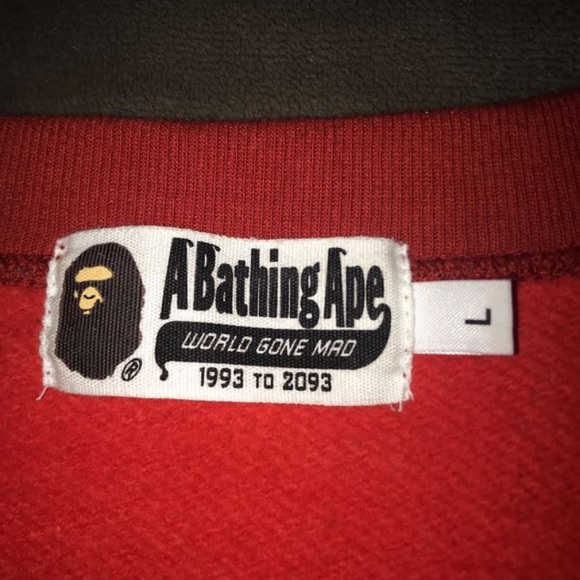 A Bathing Ape
WORLD GONE MAD
®
1993 TO 2093
L